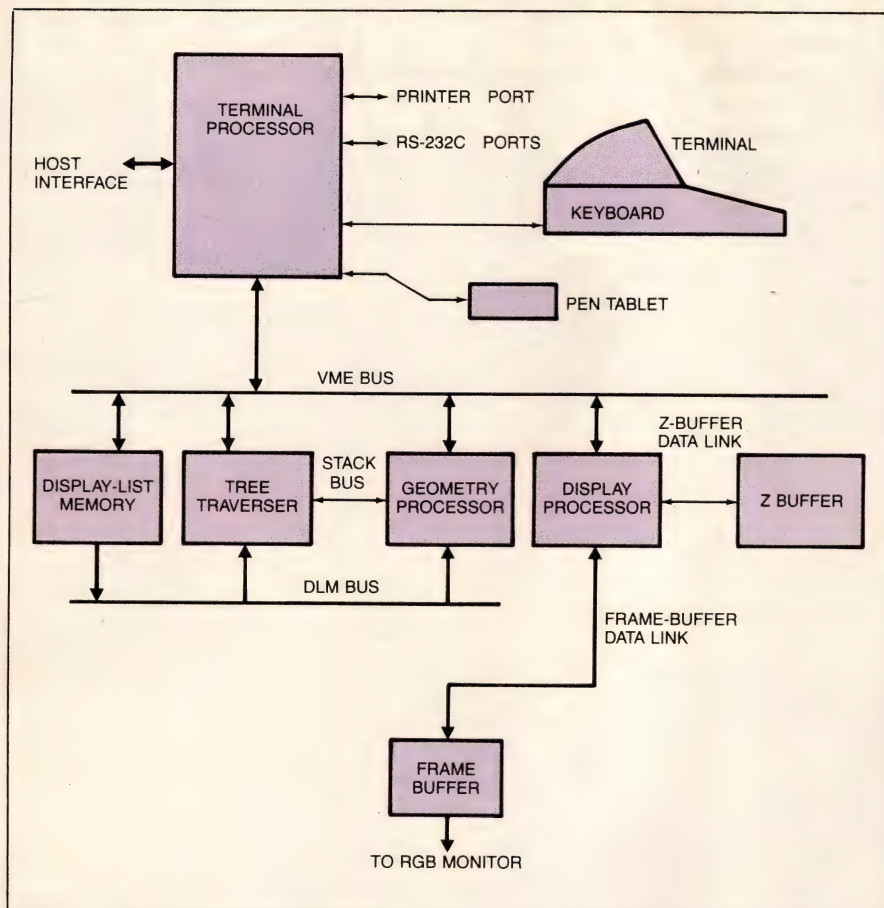 TERMINAL
PROCESSOR
PRINTER PORT
RS-232C PORTS
HOST
INTERFACE
TERMINAL
KEYBOARD
PEN TABLET
VME BUS
Z-BUFFER
DATA LINK
DISPLAY-LIST
MEMORY
TREE
TRAVERSER
STACK
BUS
GEOMETRY
PROCESSOR
DISPLAY
PROCESSOR
Z BUFFER
DLM BUS
FRAME-BUFFER
DATA LINK
FRAME
BUFFER
TO RGB MONITOR